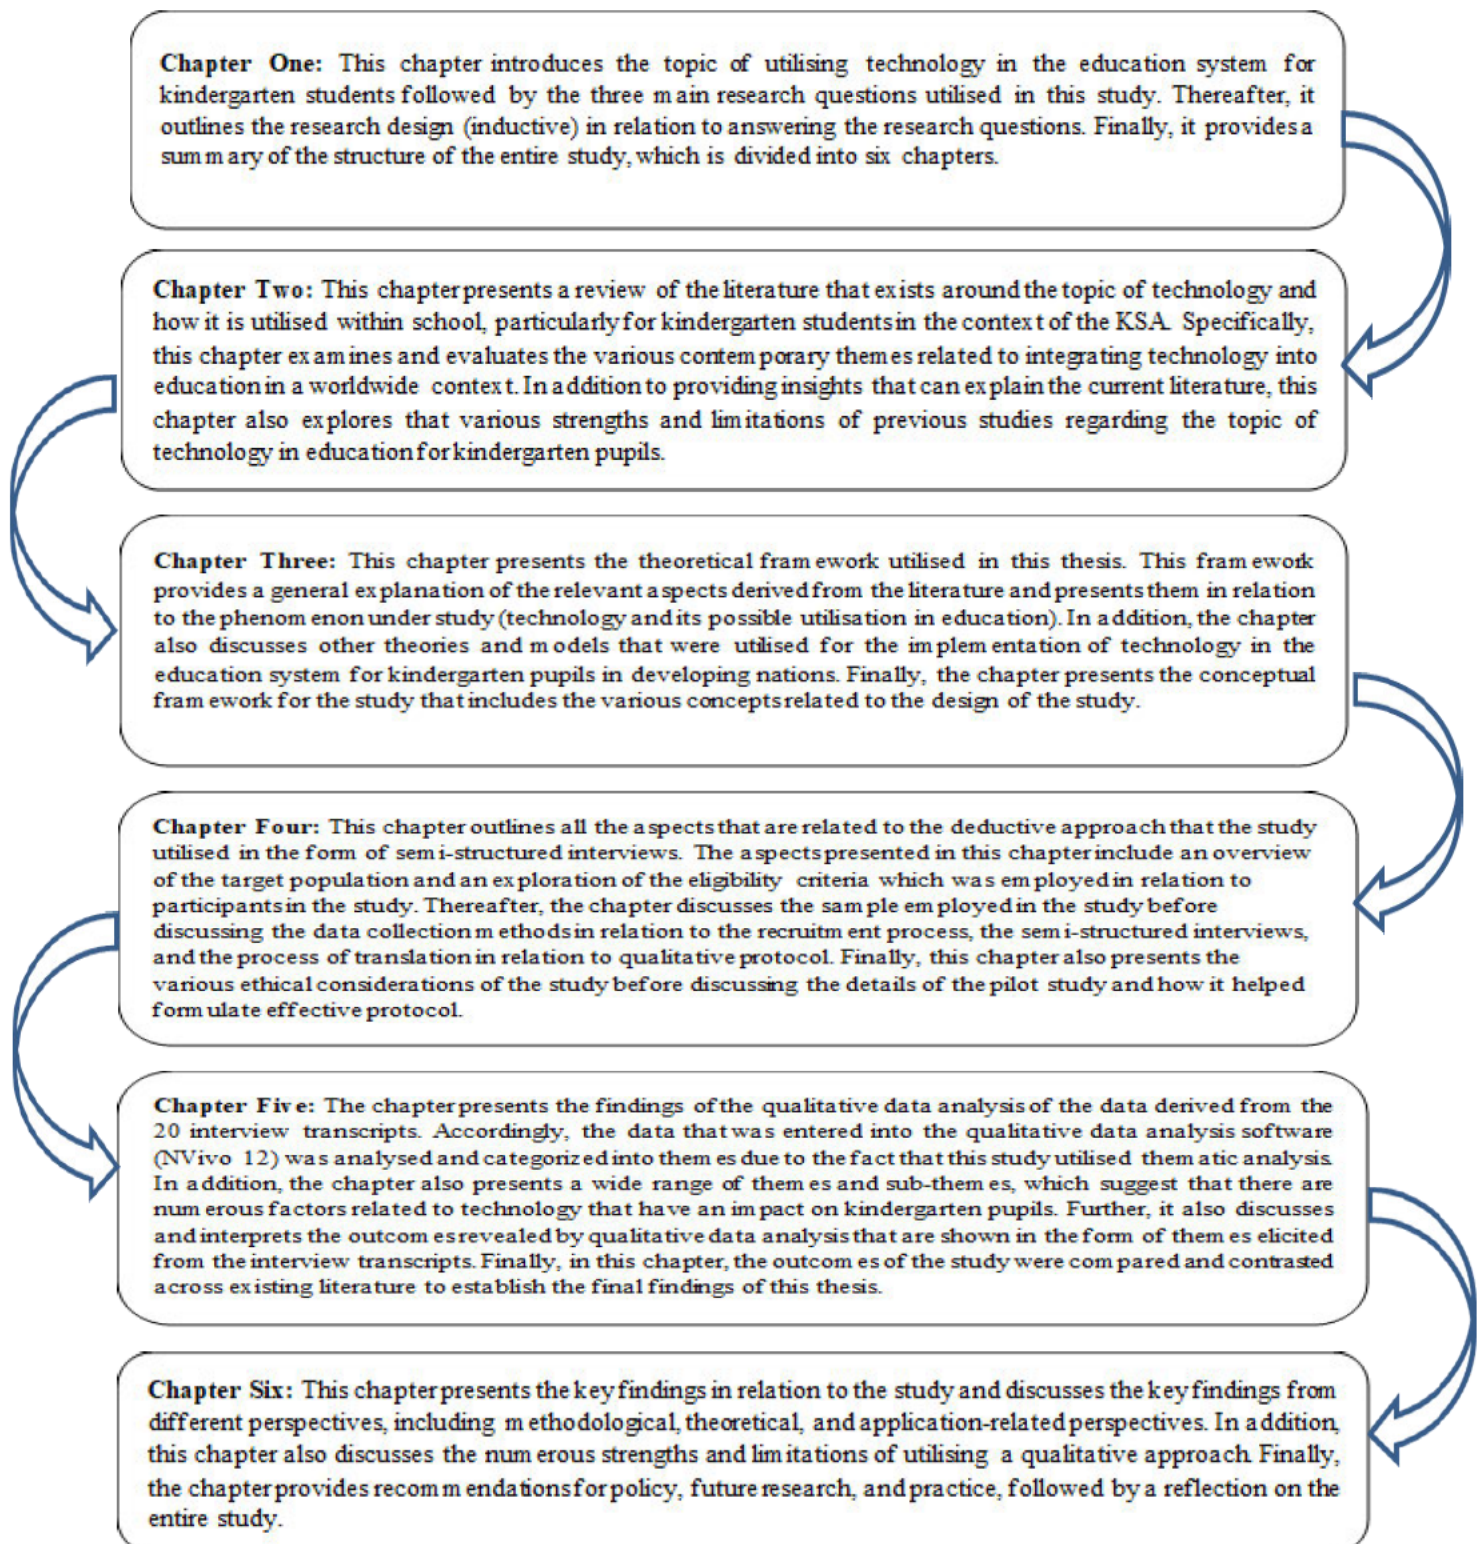 Chapter One: This chapter introduces the topic of utilising technology in the education system for
kindergarten students followed by the three main research questions utilised in this study. Thereafter, it
outlines the research design (inductive) in relation to answering the research questions. Finally, it provides a
summary of the structure of the entire study, which is divided into six chapters.
Chapter Two: This chapter presents a review of the literature that exists around the topic of technology and
how it is utilised within school, particularly for kindergarten students in the context of the KSA. Specifically,
this chapter examines and evaluates the various contemporary themes related to integrating technology into
education in a worldwide context. In addition to providing insights that can explain the current literature, this
chapter also explores that various strengths and limitations of previous studies regarding the topic of
technology in education for kindergarten pupils.
Chapter Three: This chapter presents the theoretical framework utilised in this thesis. This framework
provides a general explanation of the relevant aspects derived from the literature and presents them in relation
to the phenomenon under study (technology and its possible utilisation in education). In addition, the chapter
also discusses other theories and models that were utilised for the implementation of technology in the
education system for kindergarten pupils in developing nations. Finally, the chapter presents the conceptual
framework for the study that includes the various concepts related to the design of the study.
Chapter Four: This chapter outlines all the aspects that are related to the deductive approach that the study
utilised in the form of semi-structured interviews. The aspects presented in this chapter include an overview
of the target population and an exploration of the eligibility criteria which was employed in relation to
participants in the study. Thereafter, the chapter discusses the sample employed in the study before
discussing the data collection methods in relation to the recruitment process, the semi-structured interviews,
and the process of translation in relation to qualitative protocol. Finally, this chapter also presents the
various ethical considerations of the study before discussing the details of the pilot study and how it helped
formulate effective protocol.
Chapter Five: The chapter presents the findings of the qualitative data analysis of the data derived from the
20 interview transcripts. Accordingly, the data that was entered into the qualitative data analysis software
(NVivo 12) was analysed and categorized into themes due to the fact that this study utilised thematic analysis.
In addition, the chapter also presents a wide range of themes and sub-themes, which suggest that there are
numerous factors related to technology that have an impact on kindergarten pupils. Further, it also discusses
and interprets the outcomes revealed by qualitative data analysis that are shown in the form of themes elicited
from the interview transcripts. Finally, in this chapter, the outcomes of the study were compared and contrasted
across existing literature to establish the final findings of this thesis.
Chapter Six: This chapter presents the key findings in relation to the study and discusses the key findings from
different perspectives, including methodological, theoretical, and application-related perspectives. In addition,
this chapter also discusses the numerous strengths and limitations of utilising a qualitative approach. Finally,
the chapter provides recommendations for policy, future research, and practice, followed by a reflection on the
entire study.